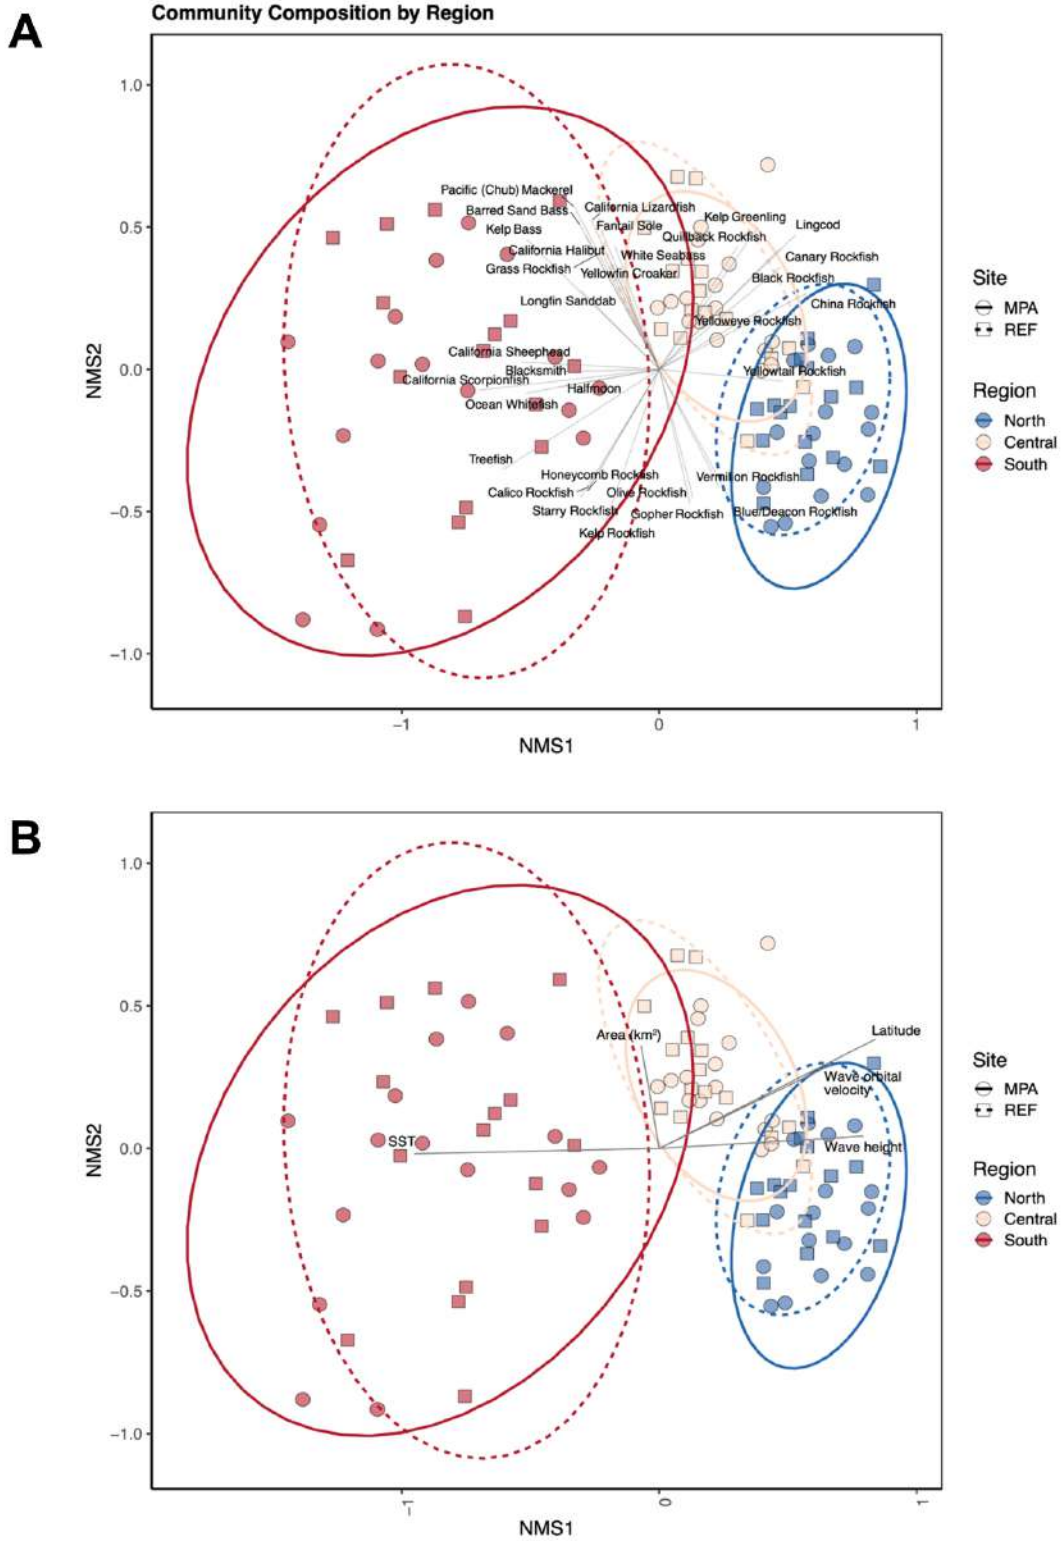 A
Community Composition by Region
1.0
0.5
0.0
−0.5
−1.0
NMS2
Pacific (Chub) Mackerel
Barred Sand Bass
California Lizardfish
Kelp Bass
Fantail Sole
Kelp Greenling
Lingcod
Quillback Rockfish
California Halibut
White Seabass
Canary Rockfish
Grass Rockfish
Yellowfin Croaker
Black Rockfish
Longfin Sanddab
China Rockfish
Yelloweye Rockfish
California Sheephead
Blacksmith
Yellowtail Rockfish
California Scorpionfish
Halfmoon
Ocean Whitefish
Treefish
Honeycomb Rockfish
Vermilion Rockfish
Calico Rockfish
Olive Rockfish
Starry Rockfish
Gopher Rockfish
Blue/Deacon Rockfish
Kelp Rockfish
−1
0
1
NMS1
Site
MPA
REF
Region
North
Central
South
B
1.0
0.5
0.0
−0.5
−1.0
NMS2
Area (km²)
Latitude
Wave orbital
velocity
SST
Wave height
−1
0
1
NMS1
Site
MPA
REF
Region
North
Central
South